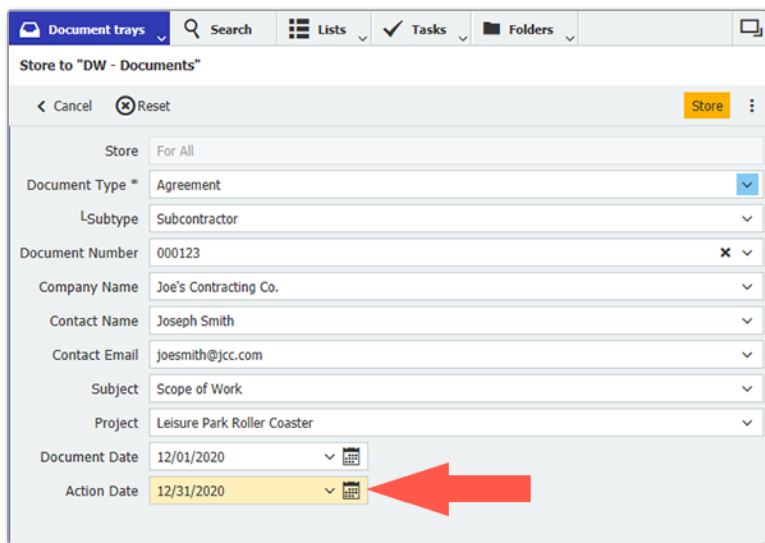 Document trays Search Lists Tasks Folders
Store to "DW - Documents"
Cancel Reset Store
Store For All
Document Type * Agreement
Subtype Subcontractor
Document Number 000123
Company Name Joe's Contracting Co.
Contact Name Joseph Smith
Contact Email joesmith@jcc.com
Subject Scope of Work
Project Leisure Park Roller Coaster
Document Date 12/01/2020
Action Date 12/31/2020